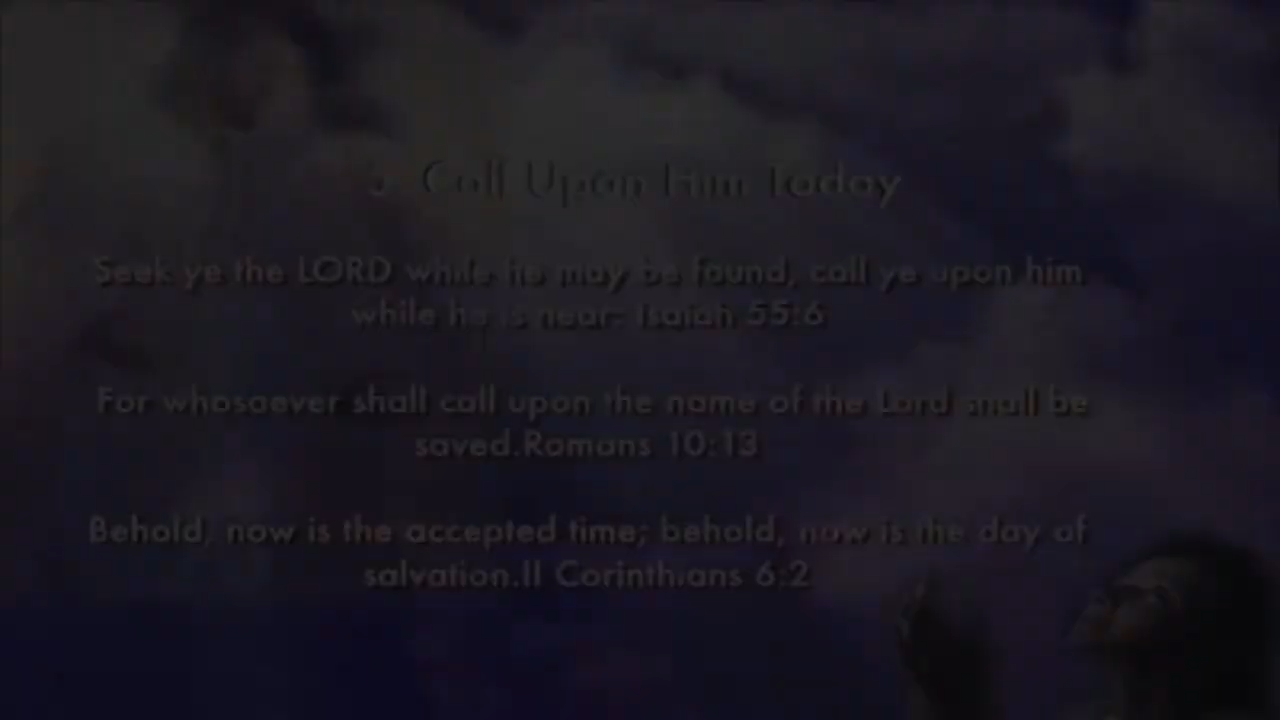 Call Upon Him Today
Seek ye the LORD while he may be found, call ye upon him
while he is near- Isaiah 55:6
For whosoever shall call upon the name of the Lord shall be
saved.Romans 10:13
Behold, now is the accepted time; behold, now is the day of
salvation.II Corinthians 6:2